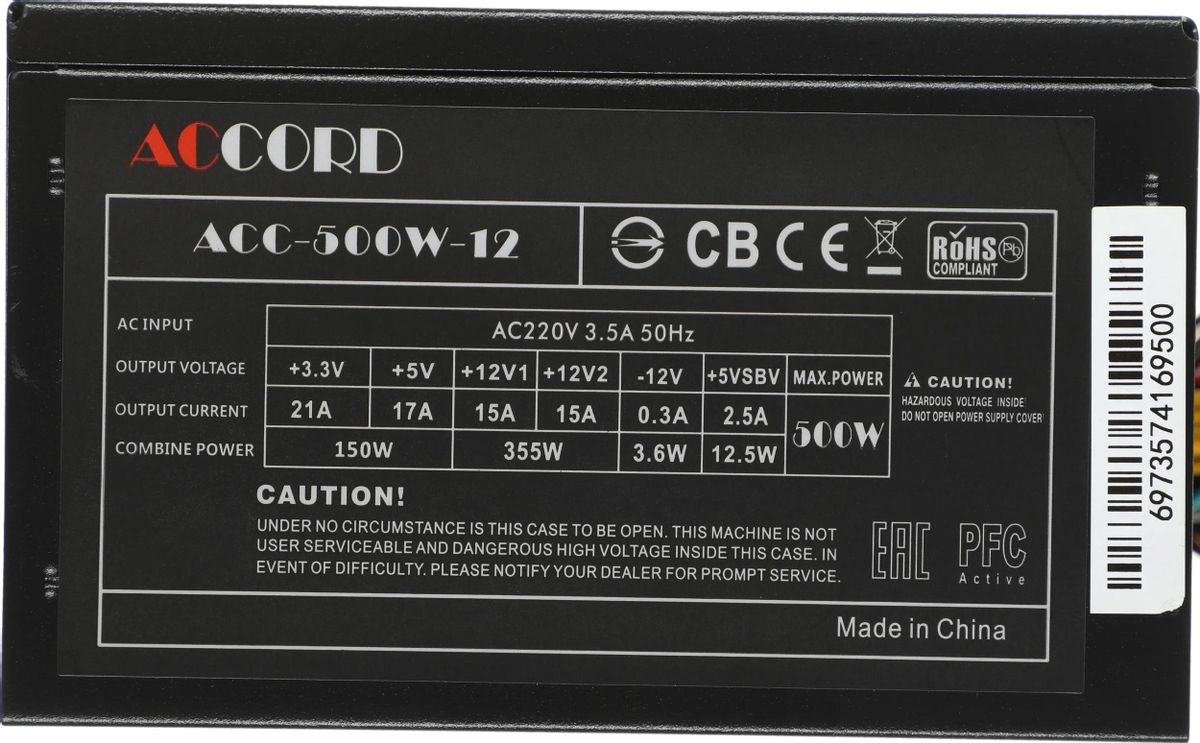 ACCORD
ACC-500W-12
CB CE RoHS Pb
COMPLIANT
AC INPUT AC220V 3.5A 50Hz
OUTPUT VOLTAGE +3.3V +5V +12V1 +12V2 -12V +5VSBV MAX.POWER
OUTPUT CURRENT 21A 17A 15A 15A 0.3A 2.5A 500W
COMBINE POWER 150W 355W 3.6W 12.5W
CAUTION!
HAZARDOUS VOLTAGE INSIDE
DO NOT OPEN POWER SUPPLY COVER
CAUTION!
UNDER NO CIRCUMSTANCE IS THIS CASE TO BE OPEN. THIS MACHINE IS NOT
USER SERVICEABLE AND DANGEROUS HIGH VOLTAGE INSIDE THIS CASE. IN
EVENT OF DIFFICULTY. PLEASE NOTIFY YOUR DEALER FOR PROMPT SERVICE.
EAC PFC
Active
Made in China
6973574169500